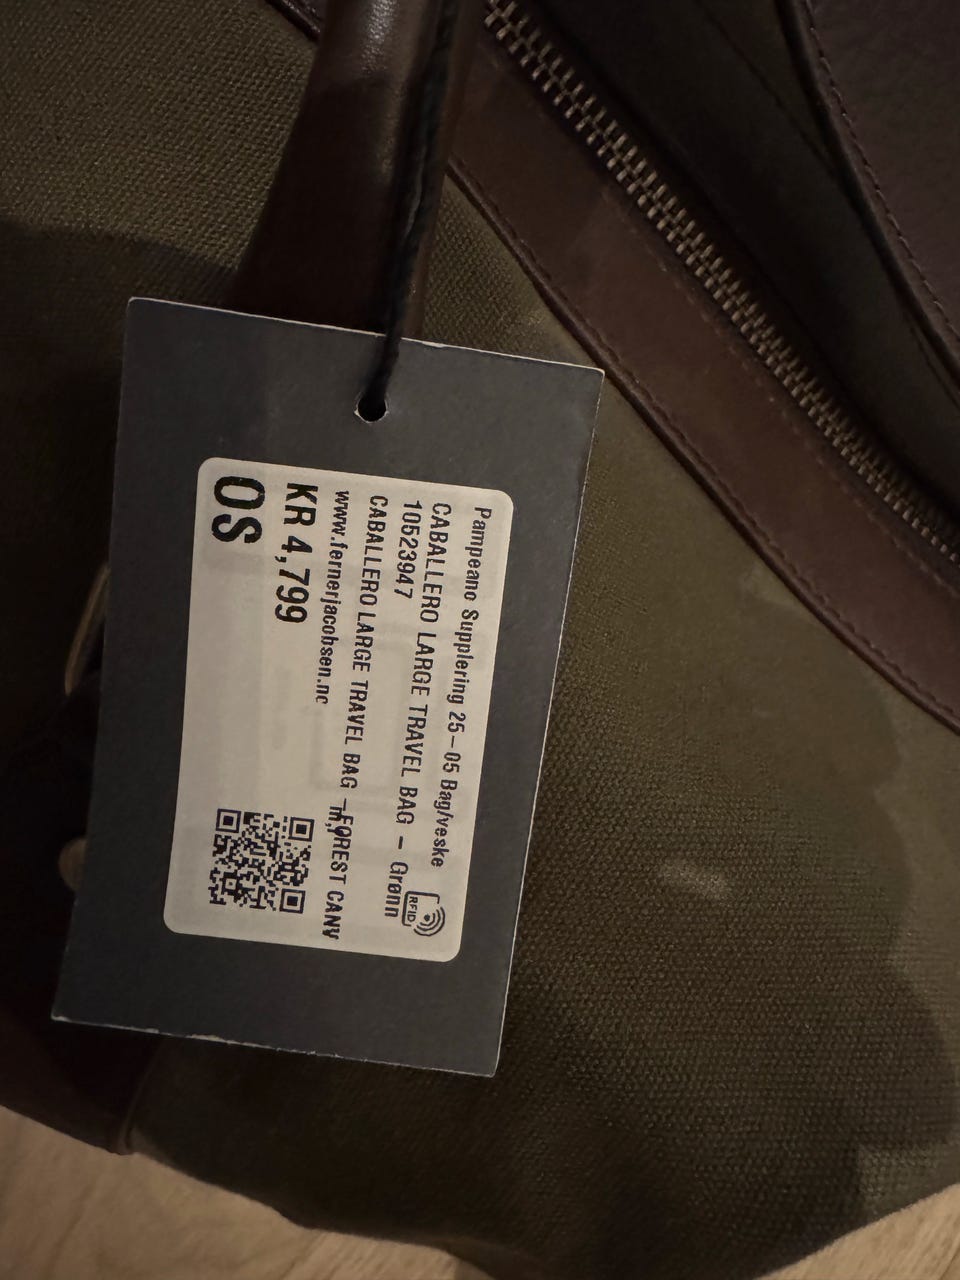 Pampeano Supplering 25-05 Bag/veske
CABALLERO LARGE TRAVEL BAG - Grønn
10523947
CABALLERO LARGE TRAVEL BAG - FOREST CANV
www.fernerjacobsen.no
KR 4,799
OS
RFID